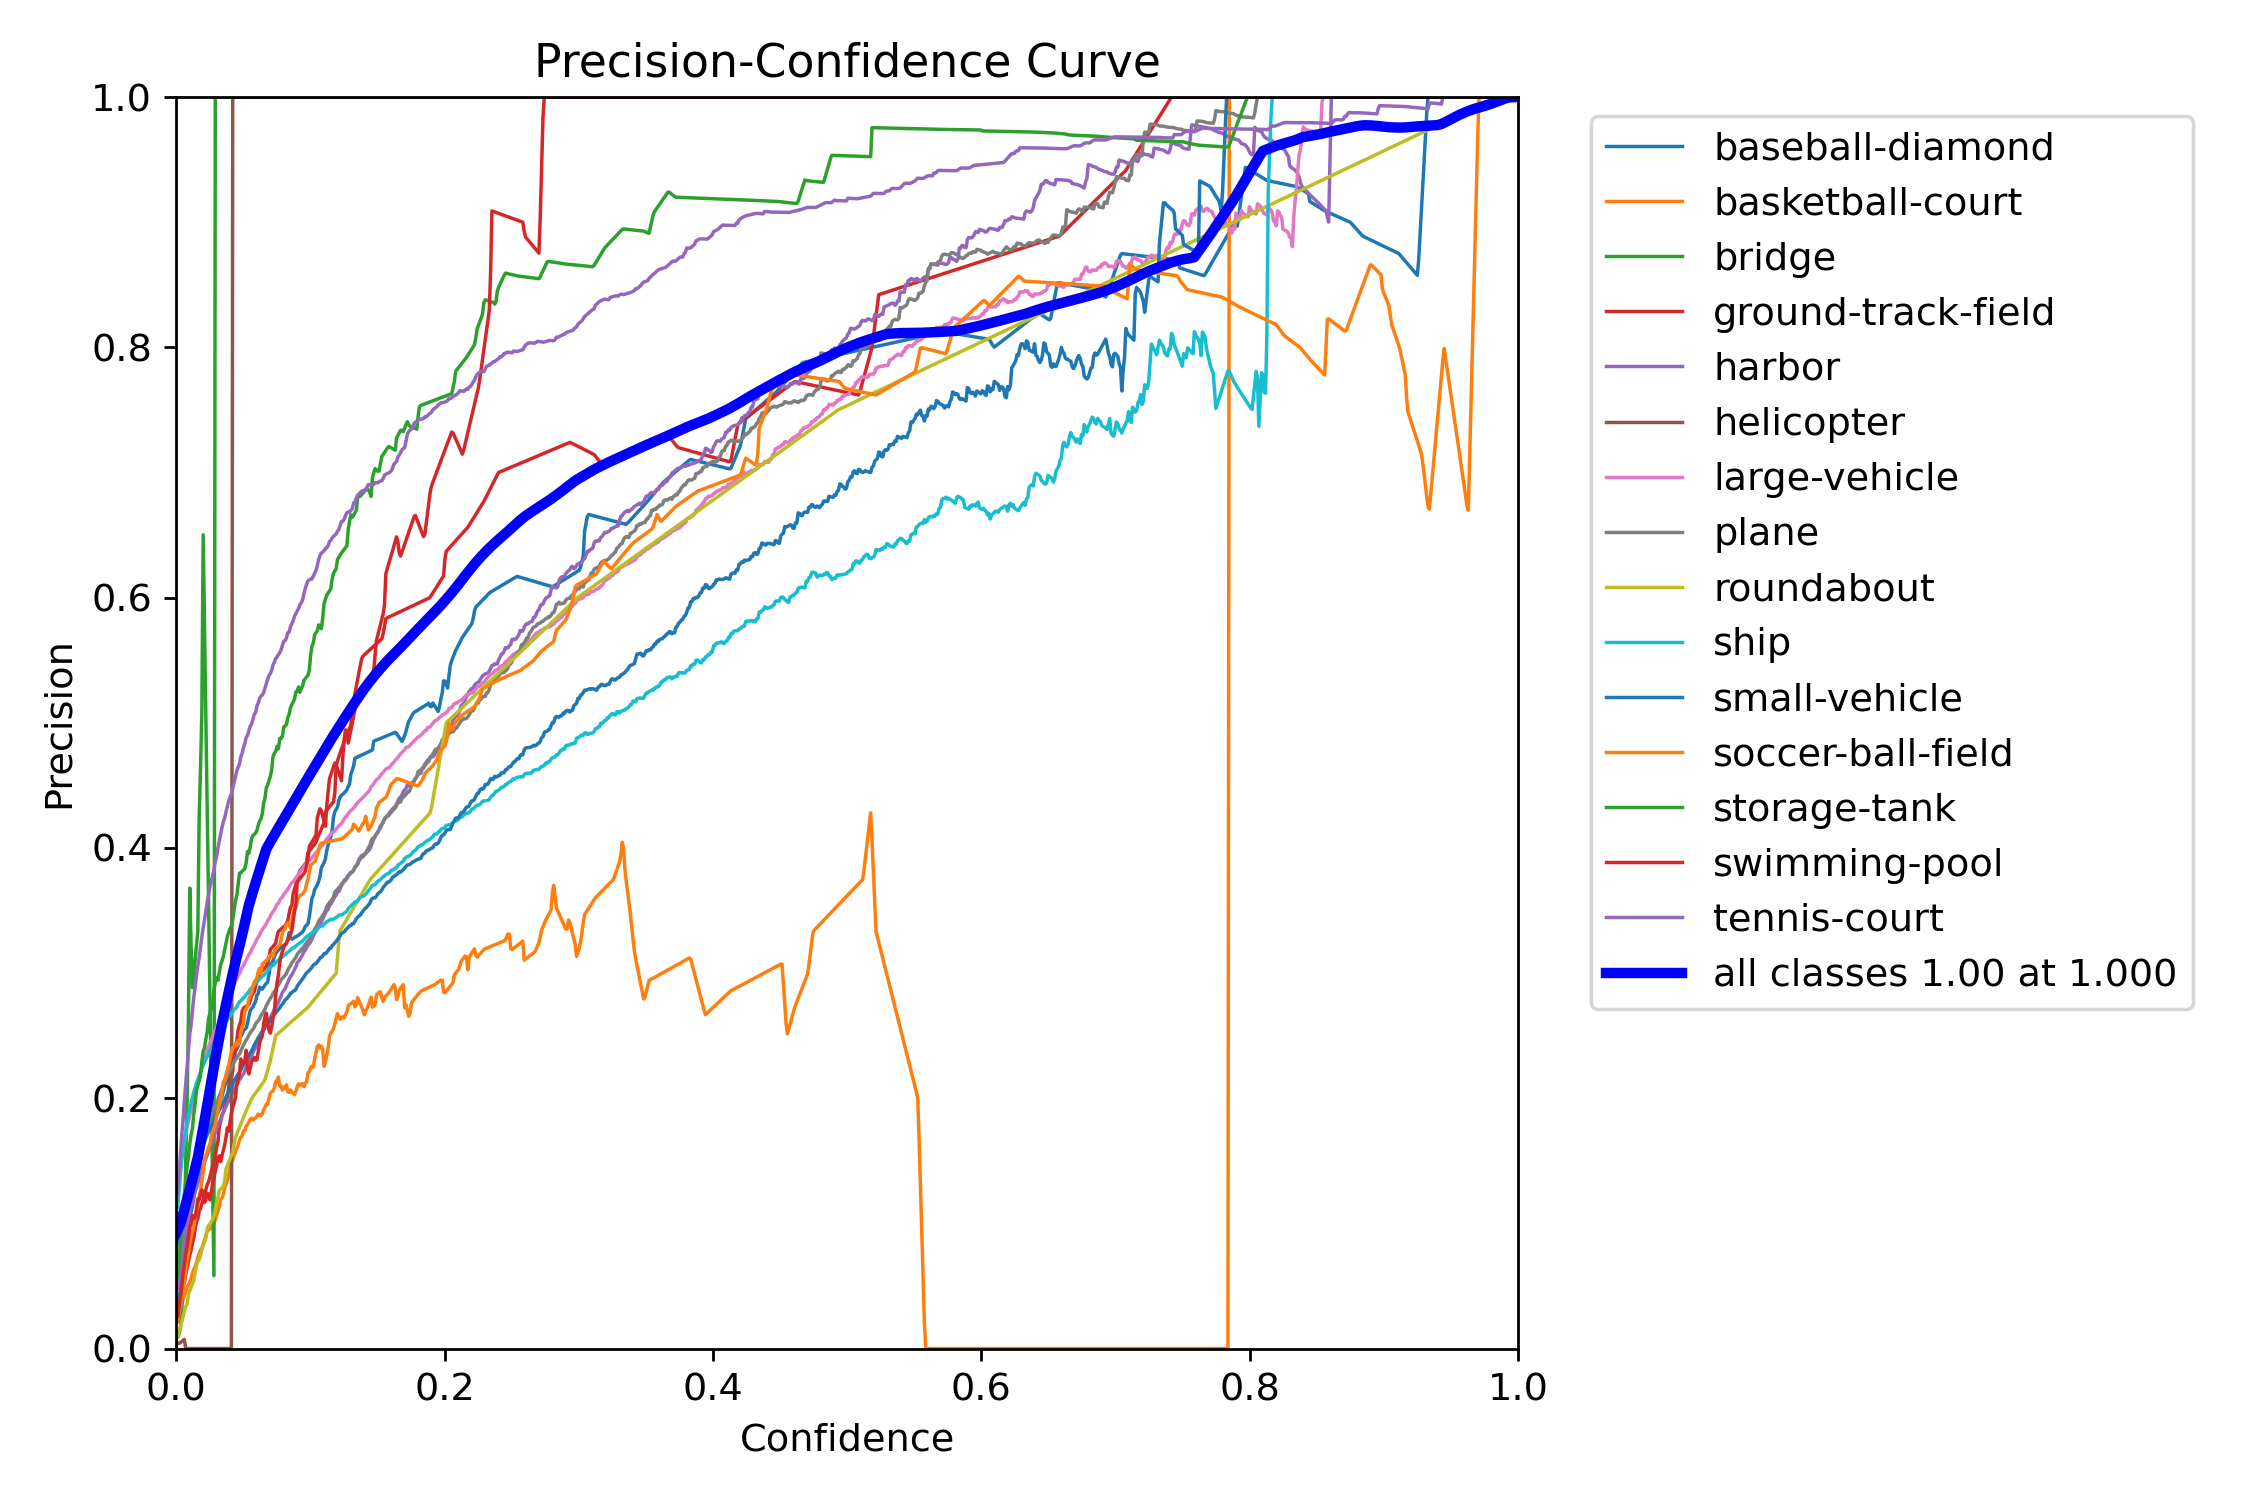 Precision-Confidence Curve
1.0
0.8
0.6
0.4
0.2
0.0
Precision
0.0 0.2 0.4 0.6 0.8 1.0
Confidence
baseball-diamond
basketball-court
bridge
ground-track-field
harbor
helicopter
large-vehicle
plane
roundabout
ship
small-vehicle
soccer-ball-field
storage-tank
swimming-pool
tennis-court
all classes 1.00 at 1.000